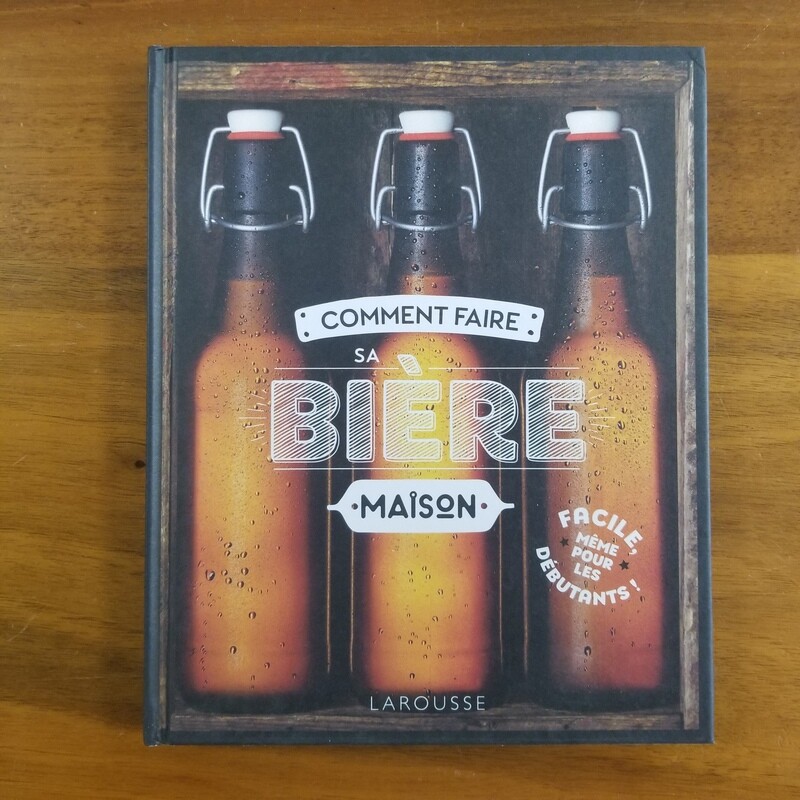 COMMENT FAIRE
SA
BIÈRE
MAISON
FACILE,
MÊME
POUR
LES
DÉBUTANTS !
LAROUSSE